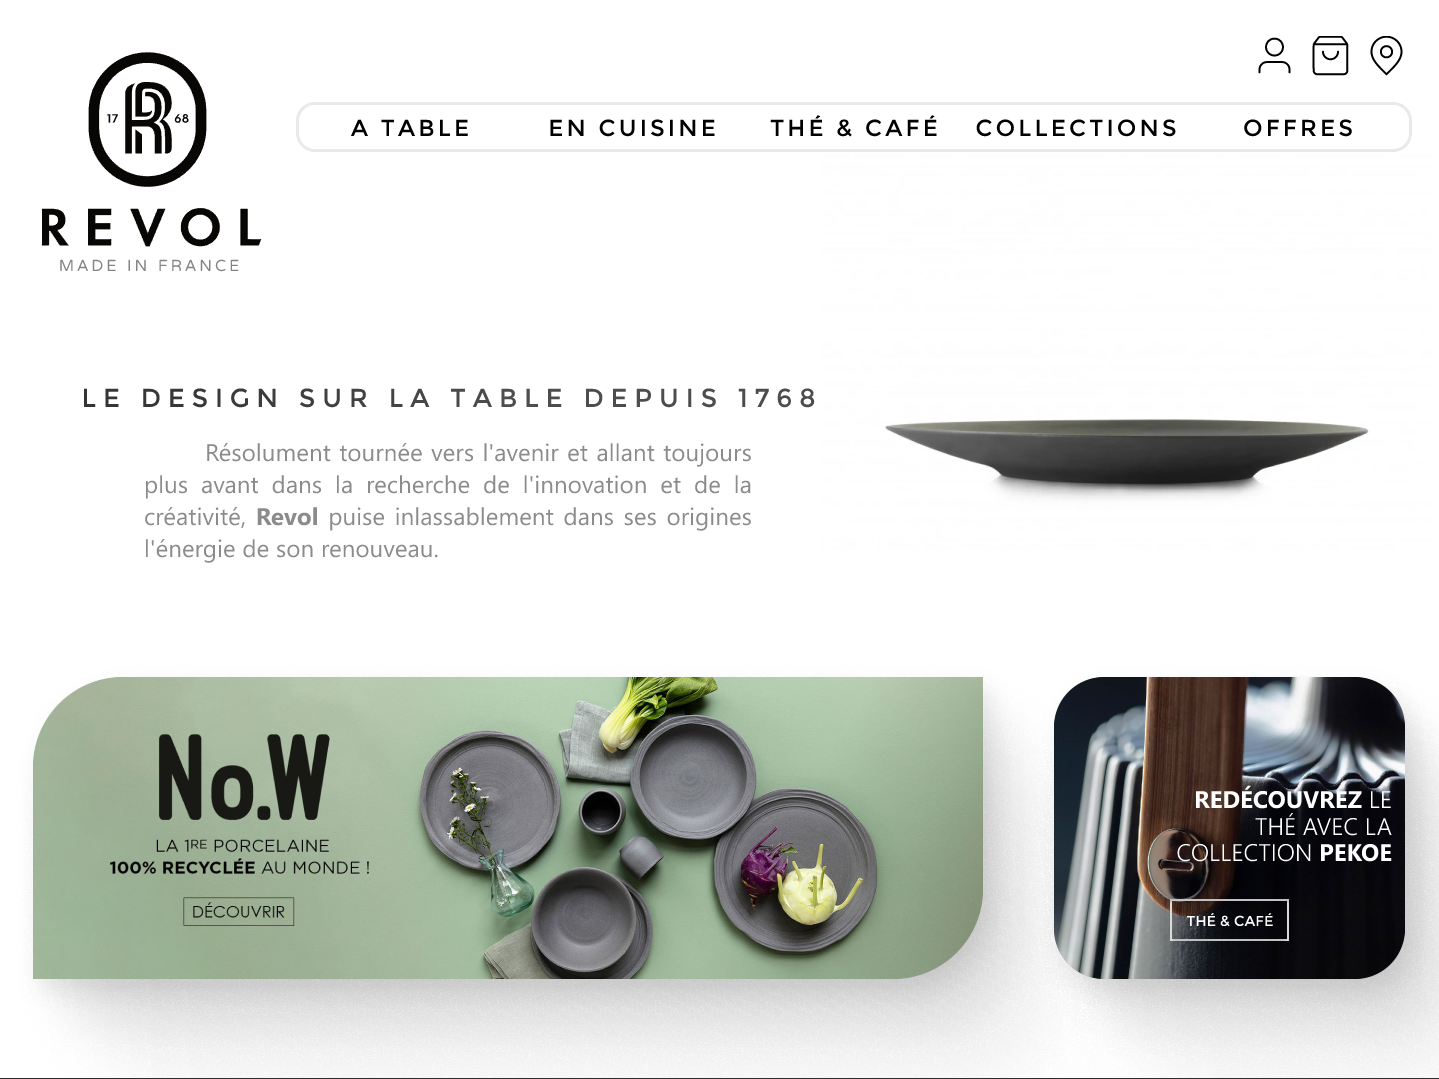 17 R 68
REVOL
MADE IN FRANCE
A TABLE EN CUISINE THÉ & CAFÉ COLLECTIONS OFFRES
LE DESIGN SUR LA TABLE DEPUIS 1768
Résolument tournée vers l'avenir et allant toujours
plus avant dans la recherche de l'innovation et de la
créativité, Revol puise inlassablement dans ses origines
l'énergie de son renouveau.
No.W
LA 1RE PORCELAINE
100% RECYCLÉE AU MONDE !
DÉCOUVRIR
REDÉCOUVREZ LE
THÉ AVEC LA
COLLECTION PEKOE
THÉ & CAFÉ